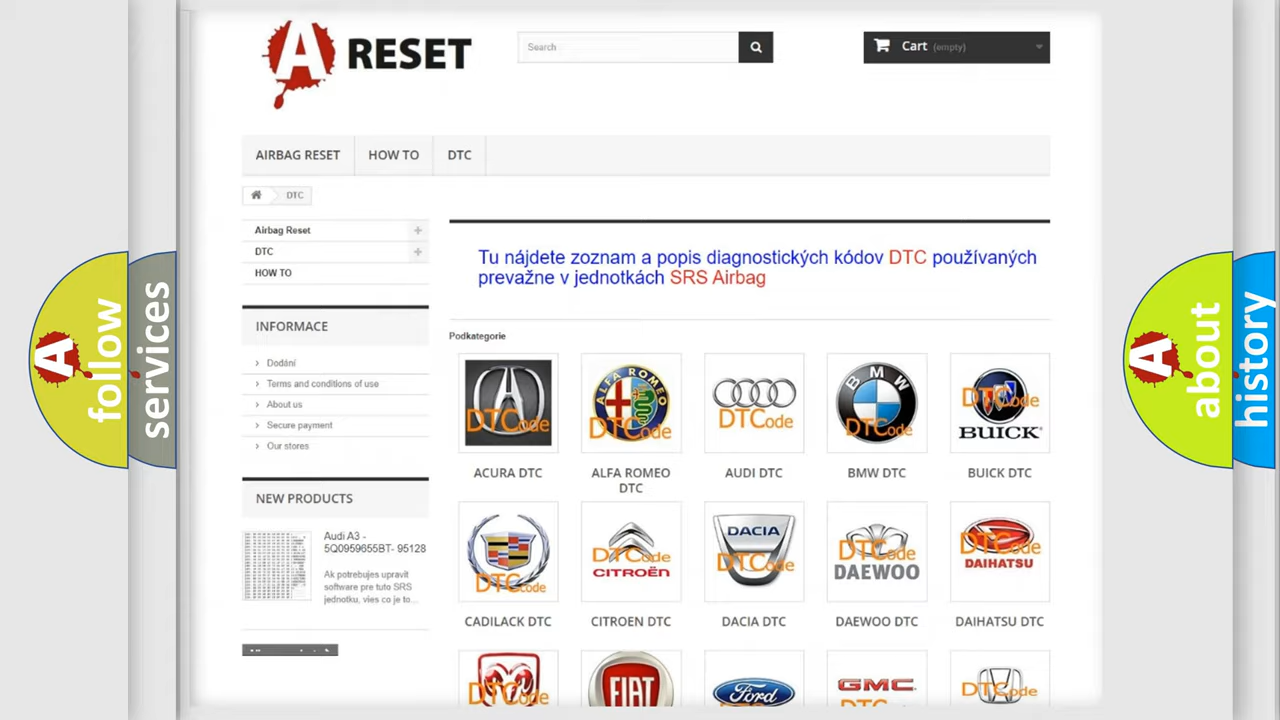 A RESET
Search
Cart (empty)
AIRBAG RESET HOW TO DTC
DTC
Airbag Reset
DTC
HOW TO
INFORMACE
Dodání
Terms and conditions of use
About us
Secure payment
Our stores
NEW PRODUCTS
Audi A3 -
5Q0959655BT- 95128
Ak potrebujes upravit
software pre tuto SRS
jednotku, vies co je to...
Tu nájdete zoznam a popis diagnostických kódov DTC používaných
prevažne v jednotkách SRS Airbag
Podkategorie
DTCode
ALFA ROMEO
DTCode
DTCode
BMW
DTCode
DTCode
BUICK
ACURA DTC
ALFA ROMEO
DTC
AUDI DTC
BMW DTC
BUICK DTC
DTCode
DTCode
CITROËN
DACIA
DTCode
DTCode
DAEWOO
DTCode
DAIHATSU
CADILACK DTC
CITROEN DTC
DACIA DTC
DAEWOO DTC
DAIHATSU DTC
DTCode
FIAT
Ford
GMC
DTCode
A follow
services
A about
history